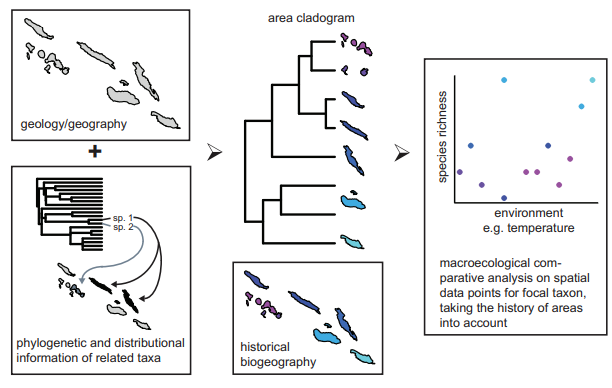 geology/geography
+
sp. 1
sp. 2
phylogenetic and distributional
information of related taxa
area cladogram
historical
biogeography
species richness
environment
e.g. temperature
macroecological com-
parative analysis on spatial
data points for focal taxon,
taking the history of areas
into account